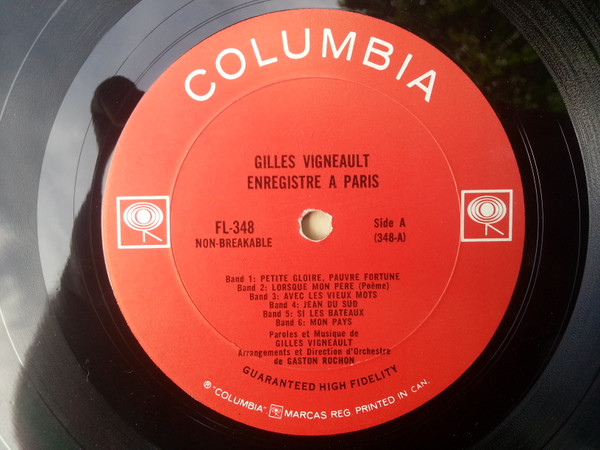 COLUMBIA
GILLES VIGNEAULT
ENREGISTRE A PARIS
FL-348
NON-BREAKABLE
Side A
(348-A)
Band 1: PETITE GLOIRE, PAUVRE FORTUNE
Band 2: LORSQUE MON PERE (Poème)
Band 3: AVEC LES VIEUX MOTS
Band 4: JEAN DU SUD
Band 5: SI LES BATEAUX
Band 6: MON PAYS
Paroles et Musique de
GILLES VIGNEAULT
Arrangements et Direction d'Orchestre
de GASTON ROCHON
GUARANTEED HIGH FIDELITY
® "COLUMBIA" MARCAS REG. PRINTED IN CAN.